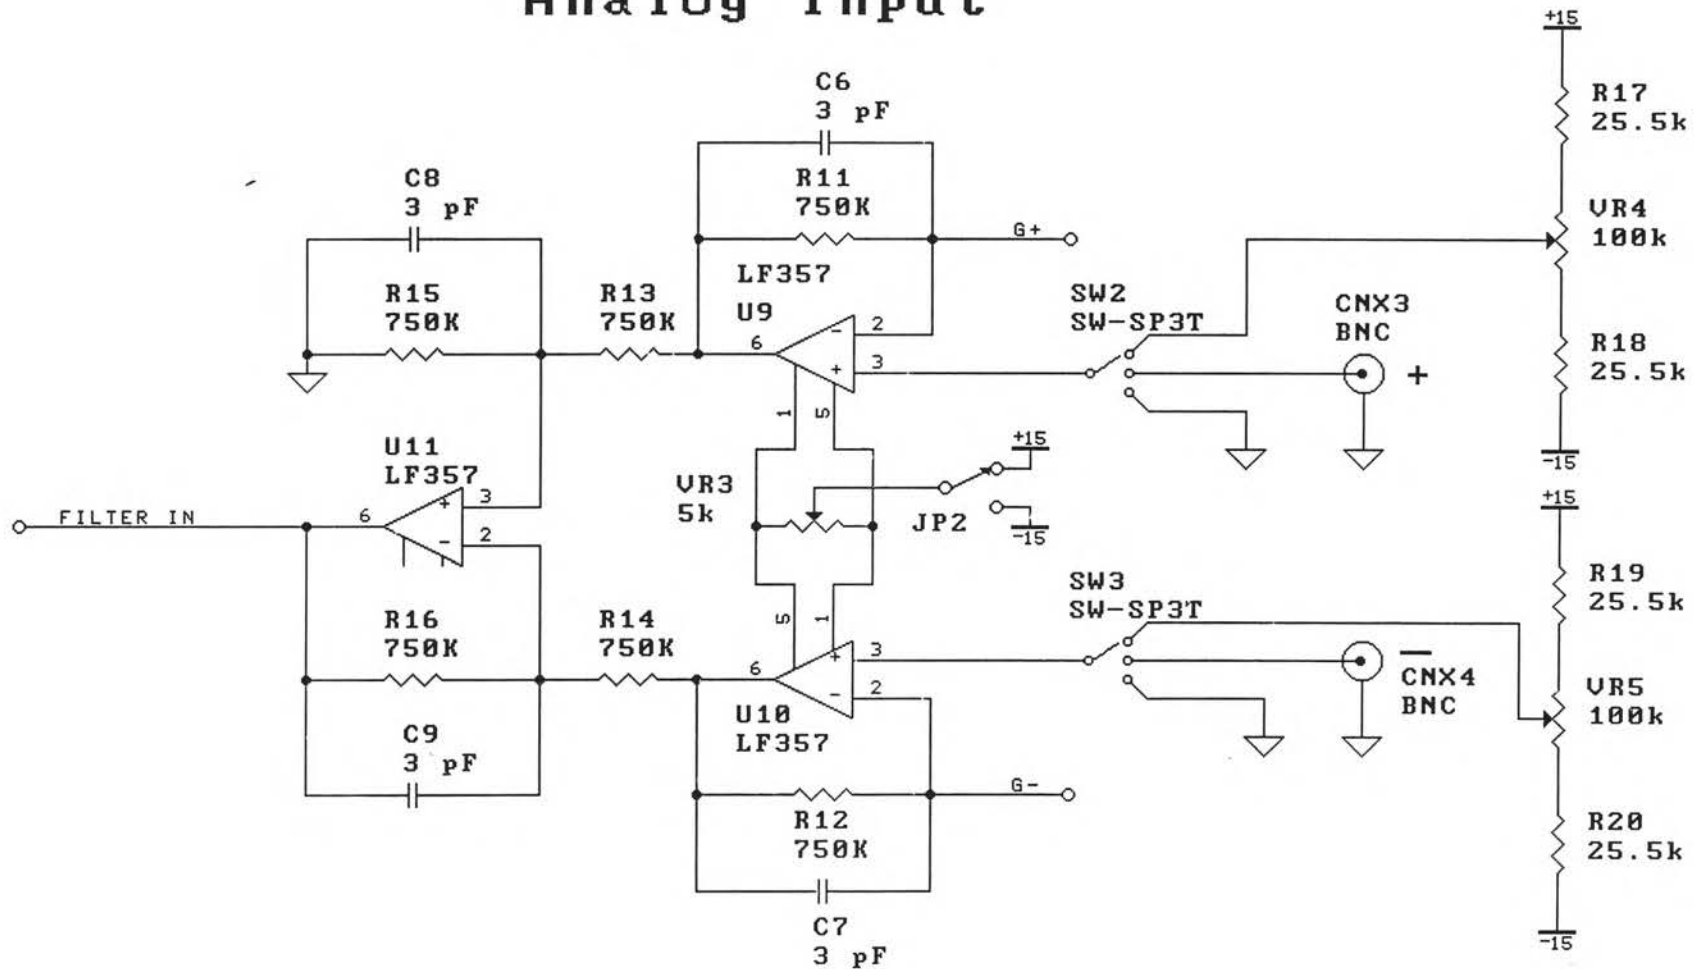 Analog Input
+15
R17
25.5k
VR4
100k
R18
25.5k
-15
C6
3 pF
R11
750K
G+
LF357
U9
2
3
6
1
5
C8
3 pF
R15
750K
R13
750K
SW2
SW-SP3T
CNX3
BNC
+
U11
LF357
3
2
6
+
-
FILTER IN
VR3
5k
JP2
+15
-15
+15
R19
25.5k
VR5
100k
R20
25.5k
-15
R16
750K
R14
750K
C9
3 pF
5
1
6
3
2
+
-
U10
LF357
SW3
SW-SP3T
CNX4
BNC
G-
R12
750K
C7
3 pF